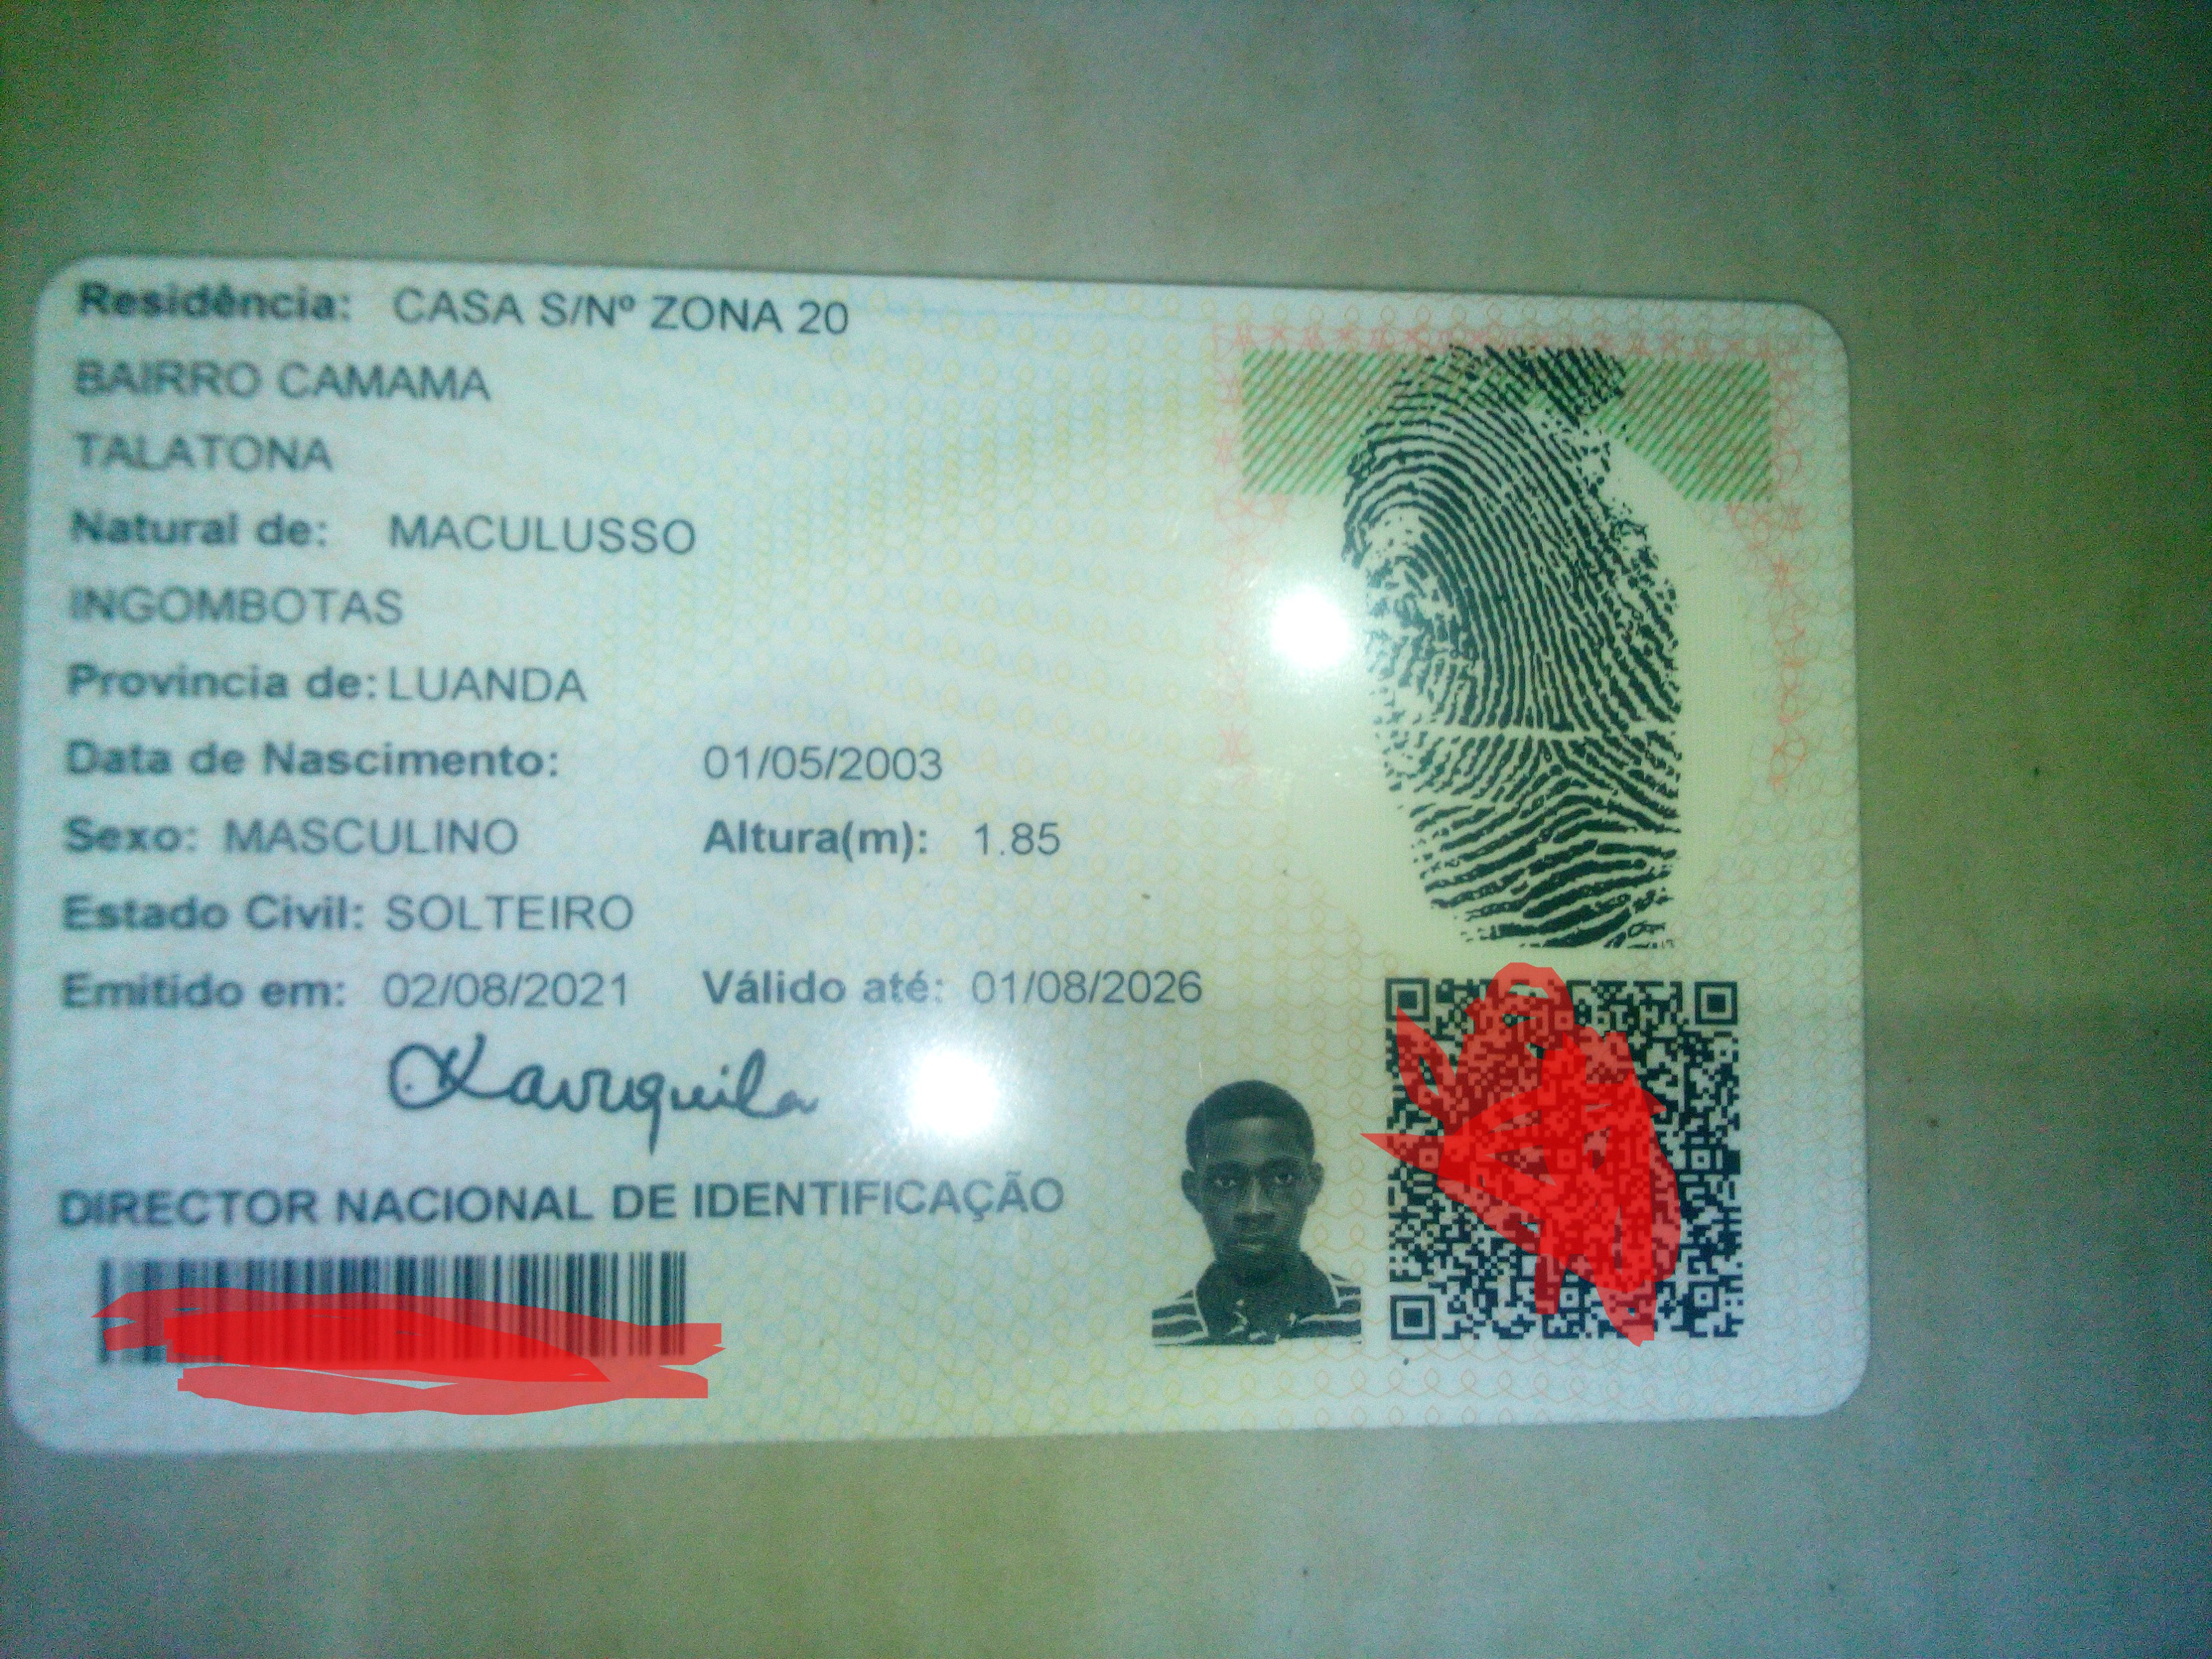 Residência: CASA S/Nº ZONA 20
BAIRRO CAMAMA
TALATONA
Natural de: MACULUSSO
INGOMBOTAS
Provincia de: LUANDA
Data de Nascimento: 01/05/2003
Sexo: MASCULINO Altura(m): 1.85
Estado Civil: SOLTEIRO
Emitido em: 02/08/2021 Válido até: 01/08/2026
DIRECTOR NACIONAL DE IDENTIFICAÇÃO